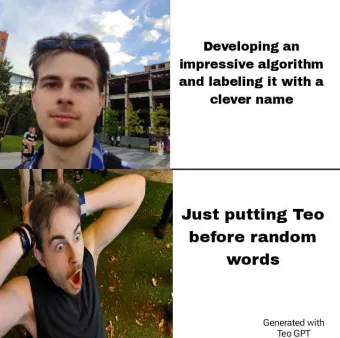 Developing an
impressive algorithm
and labeling it with a
clever name
Just putting Teo
before random
words
Generated with
Teo GPT